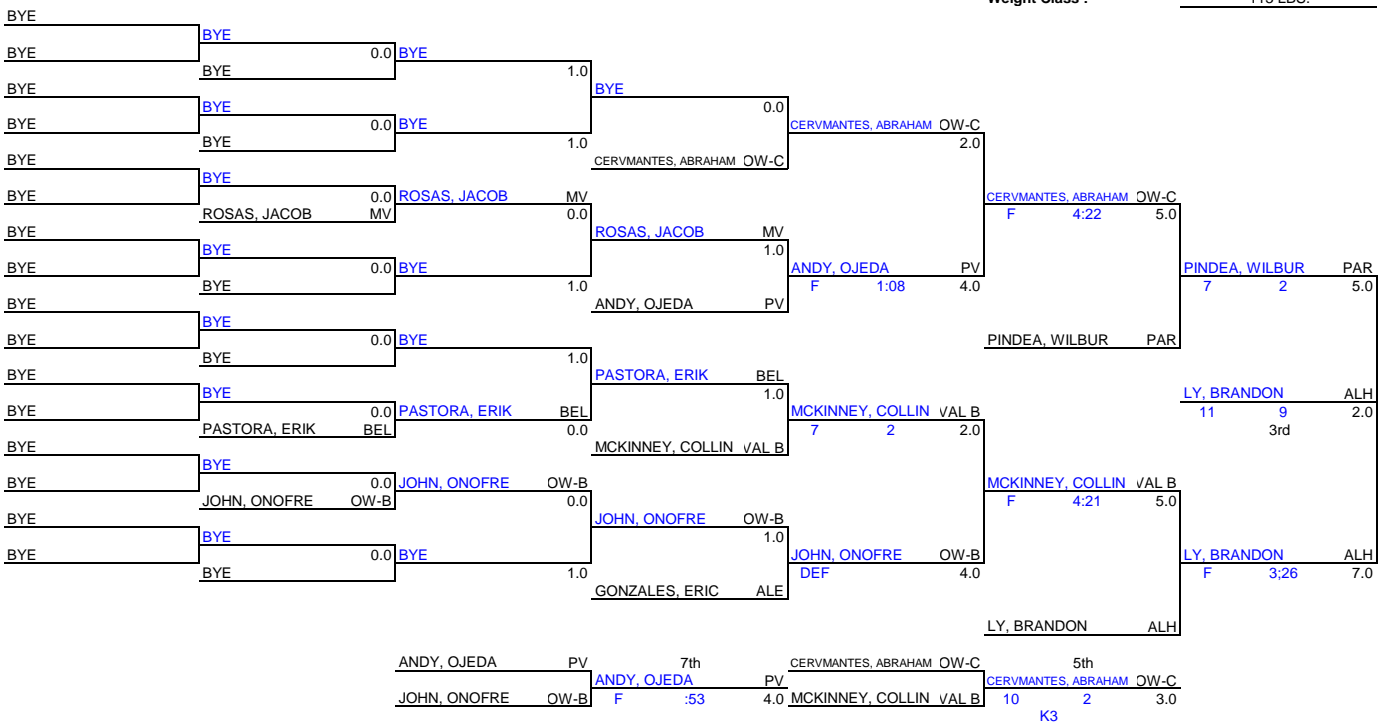 Weight Class :
BYE
BYE
BYE 0.0 BYE
BYE
BYE 1.0
BYE
BYE 0.0
BYE
BYE 0.0 BYE
CERVMANTES, ABRAHAM OW-C
BYE 2.0
BYE 1.0
BYE CERVMANTES, ABRAHAM OW-C
BYE
BYE 0.0 ROSAS, JACOB MV
CERVMANTES, ABRAHAM OW-C
ROSAS, JACOB MV 0.0
F 4:22 5.0
BYE ROSAS, JACOB MV
BYE 1.0
BYE 0.0 BYE
ANDY, OJEDA PV
PINDEA, WILBUR PAR
BYE 1.0
F 1:08 4.0
7 2 5.0
BYE ANDY, OJEDA PV
BYE
BYE 0.0 BYE
PINDEA, WILBUR PAR
BYE 1.0
BYE PASTORA, ERIK BEL
BYE 1.0
LY, BRANDON ALH
BYE 0.0 PASTORA, ERIK BEL
MCKINNEY, COLLIN VAL B
11 9 2.0
PASTORA, ERIK BEL 0.0
7 2 2.0
3rd
BYE MCKINNEY, COLLIN VAL B
BYE
BYE 0.0 JOHN, ONOFRE OW-B
MCKINNEY, COLLIN VAL B
JOHN, ONOFRE OW-B 0.0
F 4:21 5.0
BYE JOHN, ONOFRE OW-B
BYE 1.0
BYE 0.0 BYE
JOHN, ONOFRE OW-B
LY, BRANDON ALH
BYE 1.0
DEF 4.0
F 3;26 7.0
GONZALES, ERIC ALE
LY, BRANDON ALH
ANDY, OJEDA PV 7th CERVMANTES, ABRAHAM OW-C 5th
ANDY, OJEDA PV CERVMANTES, ABRAHAM OW-C
JOHN, ONOFRE OW-B F :53 4.0 MCKINNEY, COLLIN VAL B 10 2 3.0
K3